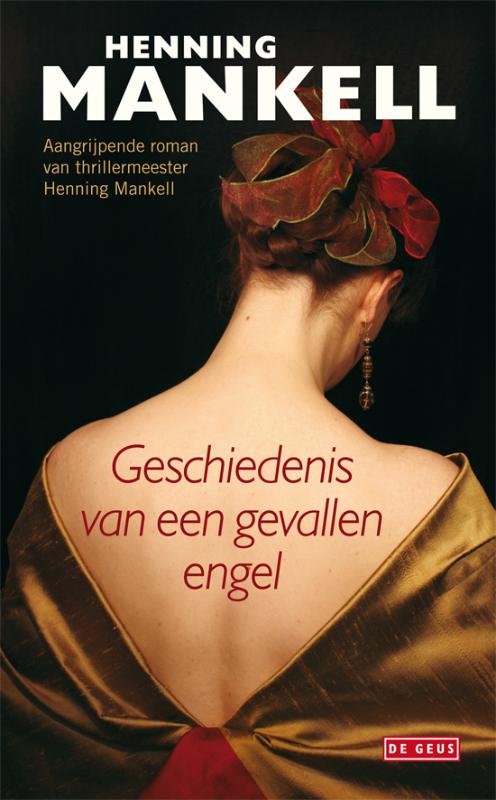 HENNING
MANKELL
Aangrijpende roman
van thrillermeester
Henning Mankell
Geschiedenis
van een gevallen
engel
DE GEUS